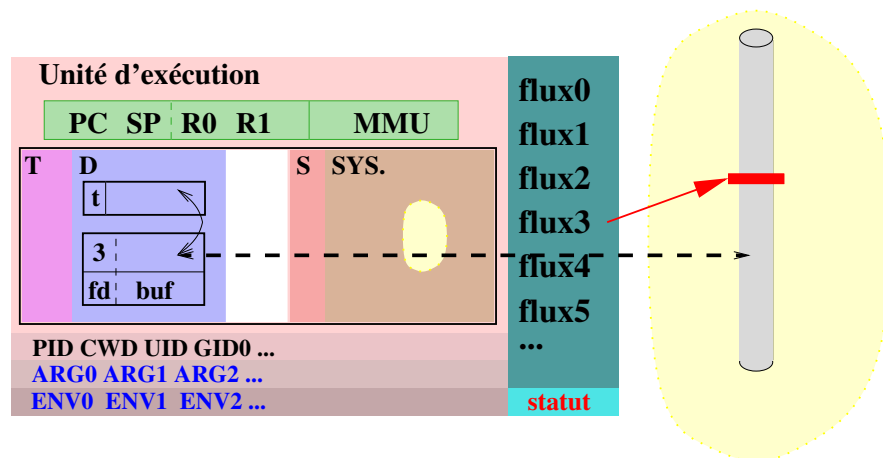 Unité d'exécution
PC SP R0 R1 MMU
T D S SYS.
t
3
fd buf
PID CWD UID GID0 ...
ARG0 ARG1 ARG2 ...
ENV0 ENV1 ENV2 ...
flux0
flux1
flux2
flux3
flux4
flux5
...
statut